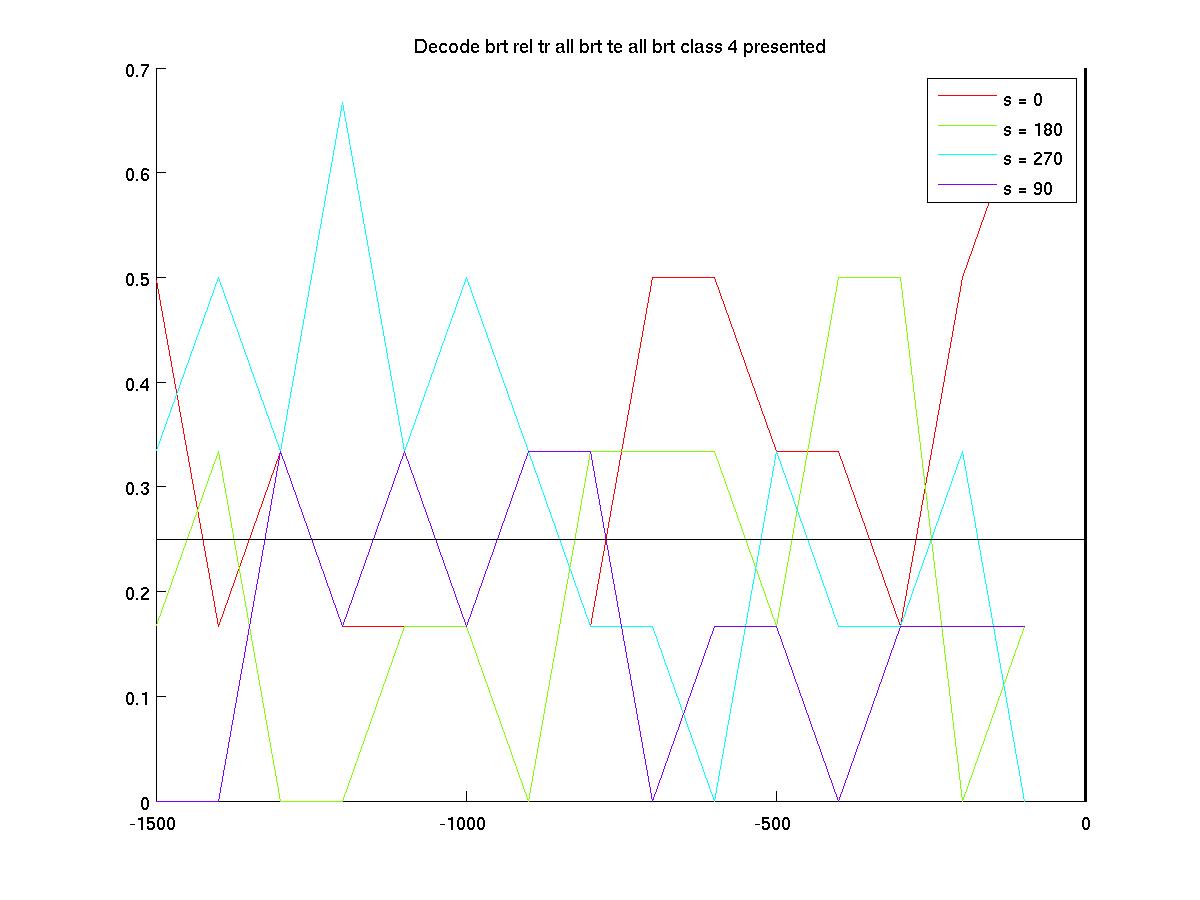 Decode brt rel tr all brt te all brt class 4 presented
0.7
0.6
0.5
0.4
0.3
0.2
0.1
0
s = 0
s = 180
s = 270
s = 90
-1500
-1000
-500
0